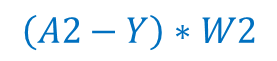 (A2 − Y) ∗ W2